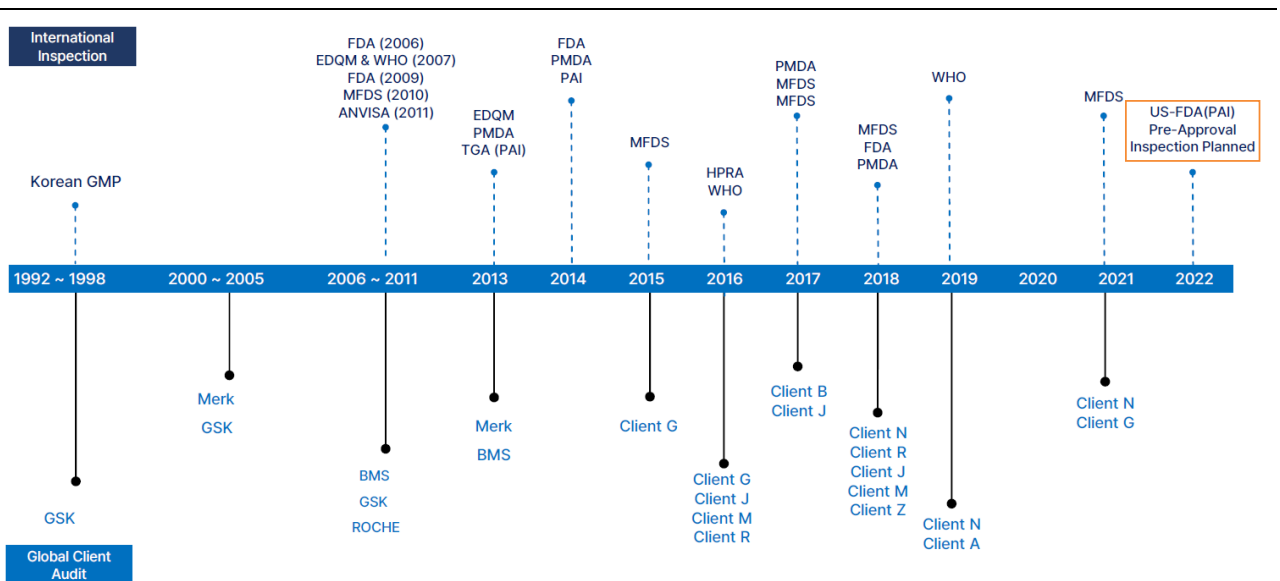 International
Inspection
Korean GMP
FDA (2006)
EDQM & WHO (2007)
FDA (2009)
MFDS (2010)
ANVISA (2011)
EDQM
PMDA
TGA (PAI)
FDA
PMDA
PAI
MFDS
HPRA
WHO
PMDA
MFDS
MFDS
MFDS
FDA
PMDA
WHO
MFDS
US-FDA(PAI)
Pre-Approval
Inspection Planned
1992 ~ 1998
2000 ~ 2005
2006 ~ 2011
2013
2014
2015
2016
2017
2018
2019
2020
2021
2022
GSK
Merk
GSK
BMS
GSK
ROCHE
Merk
BMS
Client G
Client G
Client J
Client M
Client R
Client B
Client J
Client N
Client R
Client J
Client M
Client Z
Client N
Client A
Client N
Client G
Global Client
Audit